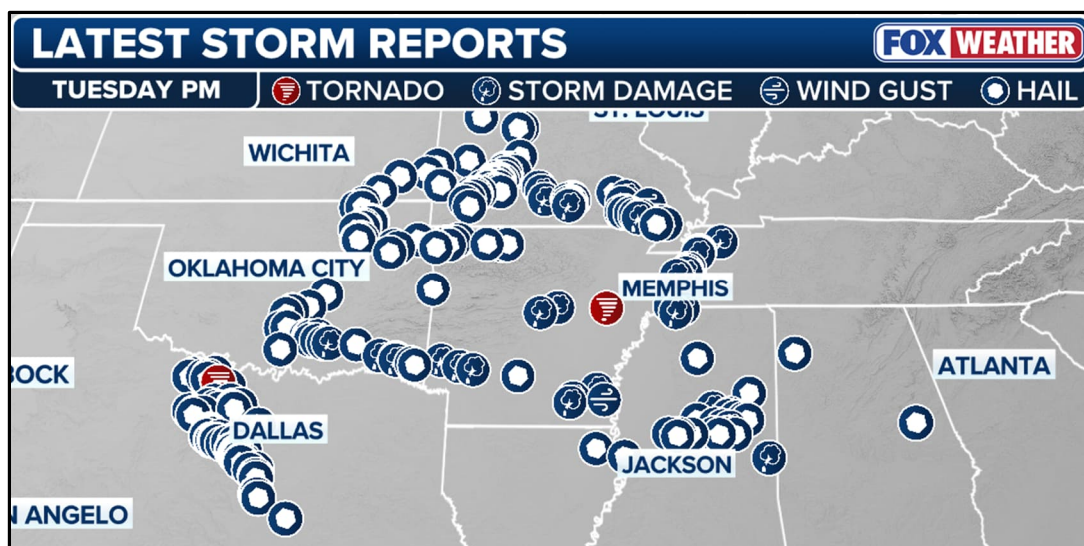 LATEST STORM REPORTS
FOX WEATHER
TUESDAY PM
TORNADO
STORM DAMAGE
WIND GUST
HAIL
ST. LOUIS
WICHITA
OKLAHOMA CITY
MEMPHIS
BOCK
ATLANTA
DALLAS
JACKSON
N ANGELO